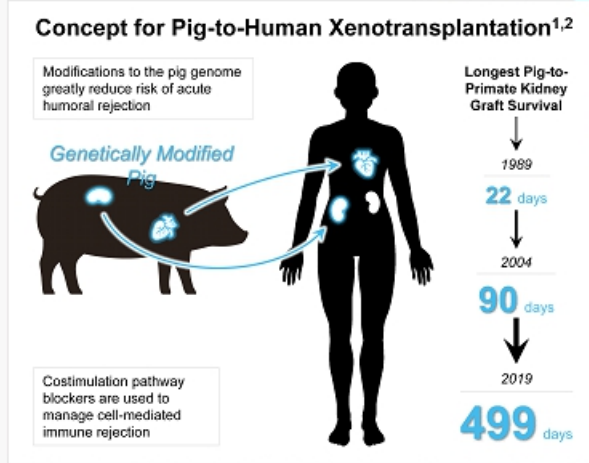 Concept for Pig-to-Human Xenotransplantation1,2
Modifications to the pig genome
greatly reduce risk of acute
humoral rejection
Genetically Modified
Pig
Costimulation pathway
blockers are used to
manage cell-mediated
immune rejection
Longest Pig-to-
Primate Kidney
Graft Survival
1989
22 days
2004
90 days
2019
499 days